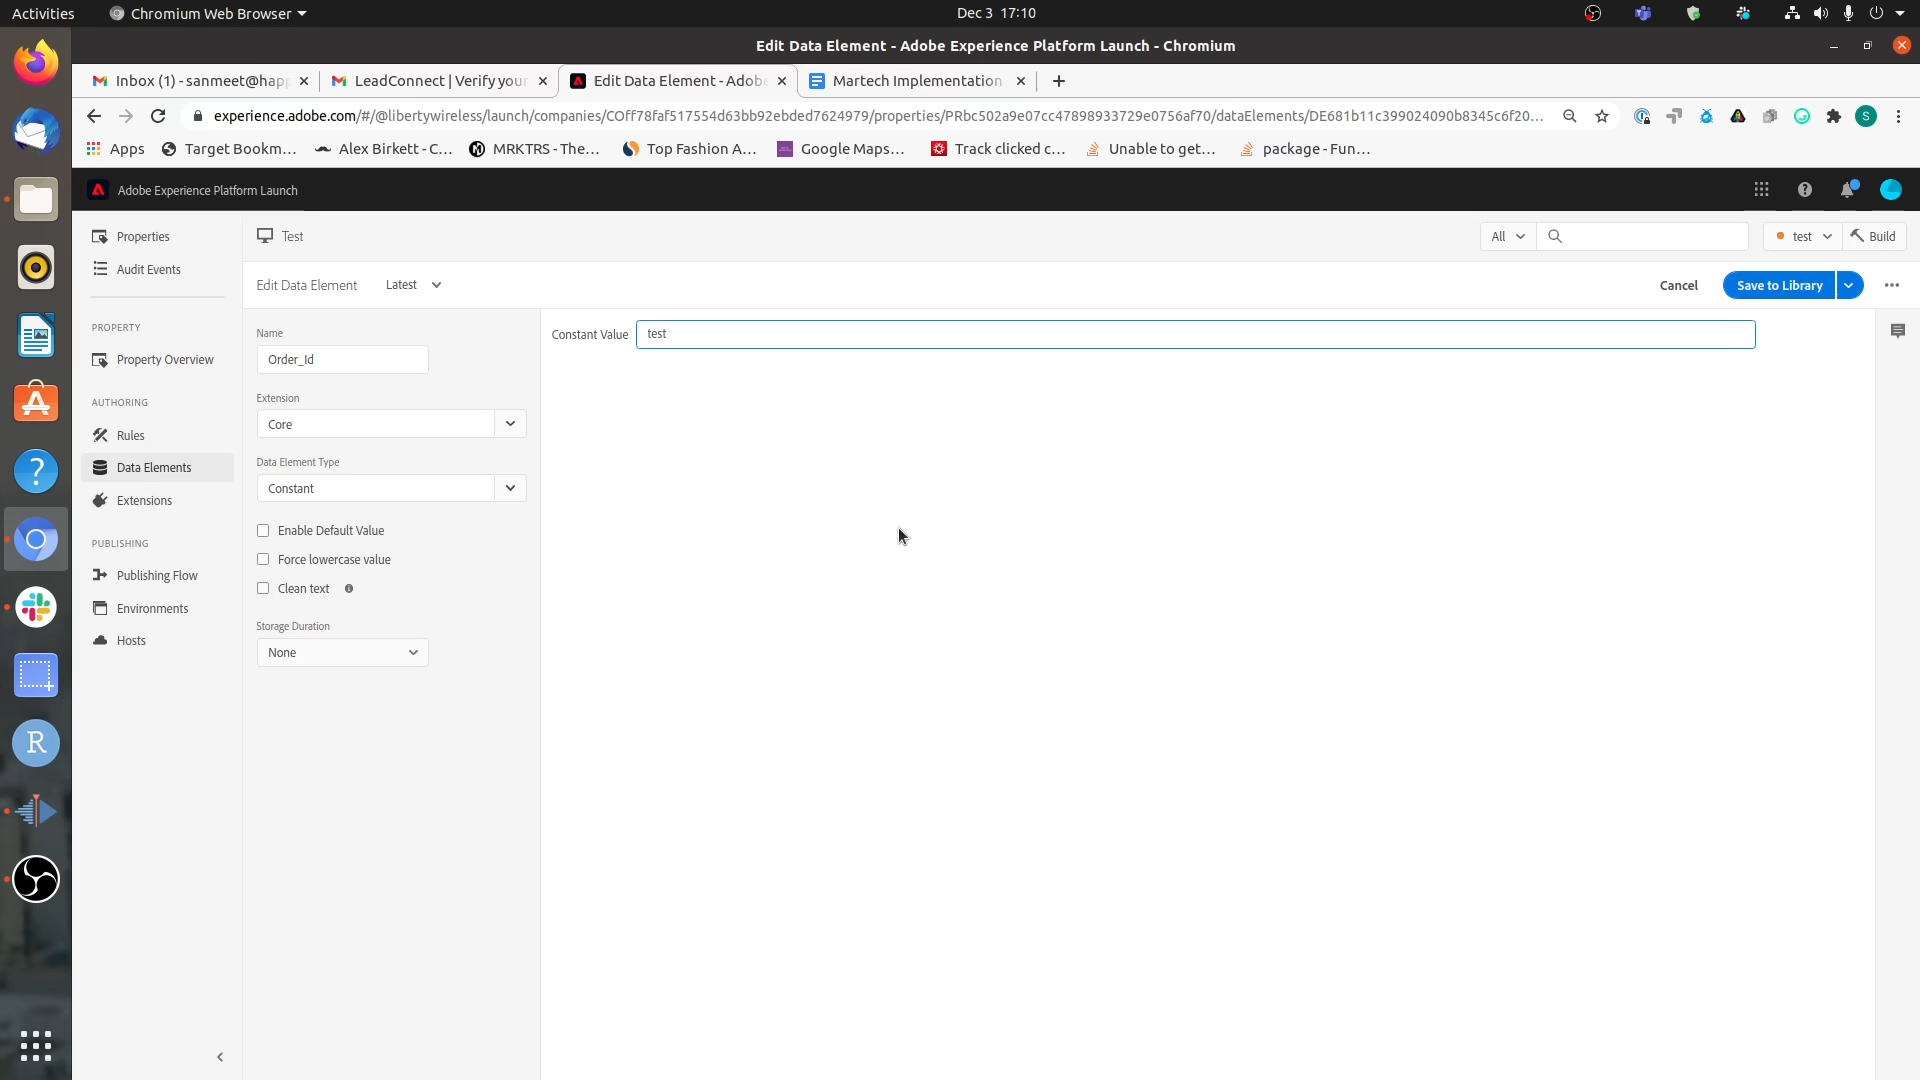 Activities
Chromium Web Browser
Dec 3 17:10
Edit Data Element - Adobe Experience Platform Launch - Chromium
Inbox (1) - sanmeet@happ
LeadConnect | Verify your
Edit Data Element - Adobe
Martech Implementation
experience.adobe.com/#/@libertywireless/launch/companies/COff78faf517554d63bb92ebded7624979/properties/PRbc502a9e07cc47898933729e0756af70/dataElements/DE681b11c399024090b8345c6f20...
S
Apps
Target Bookm...
Alex Birkett - C...
MRKTRS - The...
Top Fashion A...
Google Maps...
Track clicked c...
Unable to get...
package - Fun...
Adobe Experience Platform Launch
Properties
Audit Events
PROPERTY
Property Overview
AUTHORING
Rules
Data Elements
Extensions
PUBLISHING
Publishing Flow
Environments
Hosts
Test
All
test
Build
Edit Data Element
Latest
Cancel
Save to Library
Name
Order_Id
Extension
Core
Data Element Type
Constant
Enable Default Value
Force lowercase value
Clean text
Storage Duration
None
Constant Value
test
R